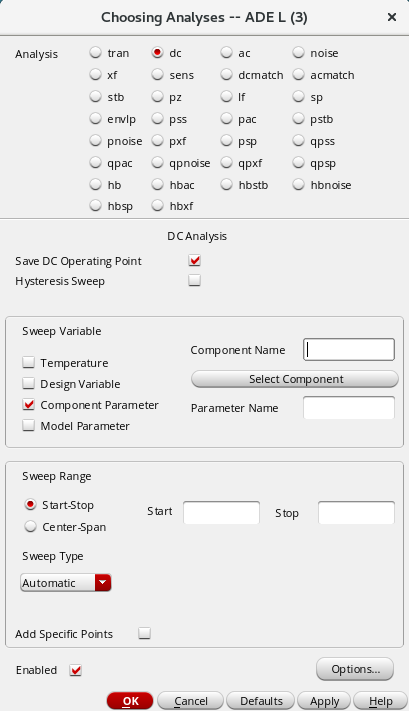 Choosing Analyses -- ADE L (3)
Analysis tran dc ac noise
xf sens dcmatch acmatch
stb pz lf sp
envlp pss pac pstb
pnoise pxf psp qpss
qpac qpnoise qpxf qpsp
hb hbac hbstb hbnoise
hbsp hbxf
DC Analysis
Save DC Operating Point
Hysteresis Sweep
Sweep Variable
Temperature
Design Variable
Component Parameter
Model Parameter
Component Name
Select Component
Parameter Name
Sweep Range
Start-Stop
Center-Span
Start Stop
Sweep Type
Automatic
Add Specific Points
Enabled Options...
OK Cancel Defaults Apply Help